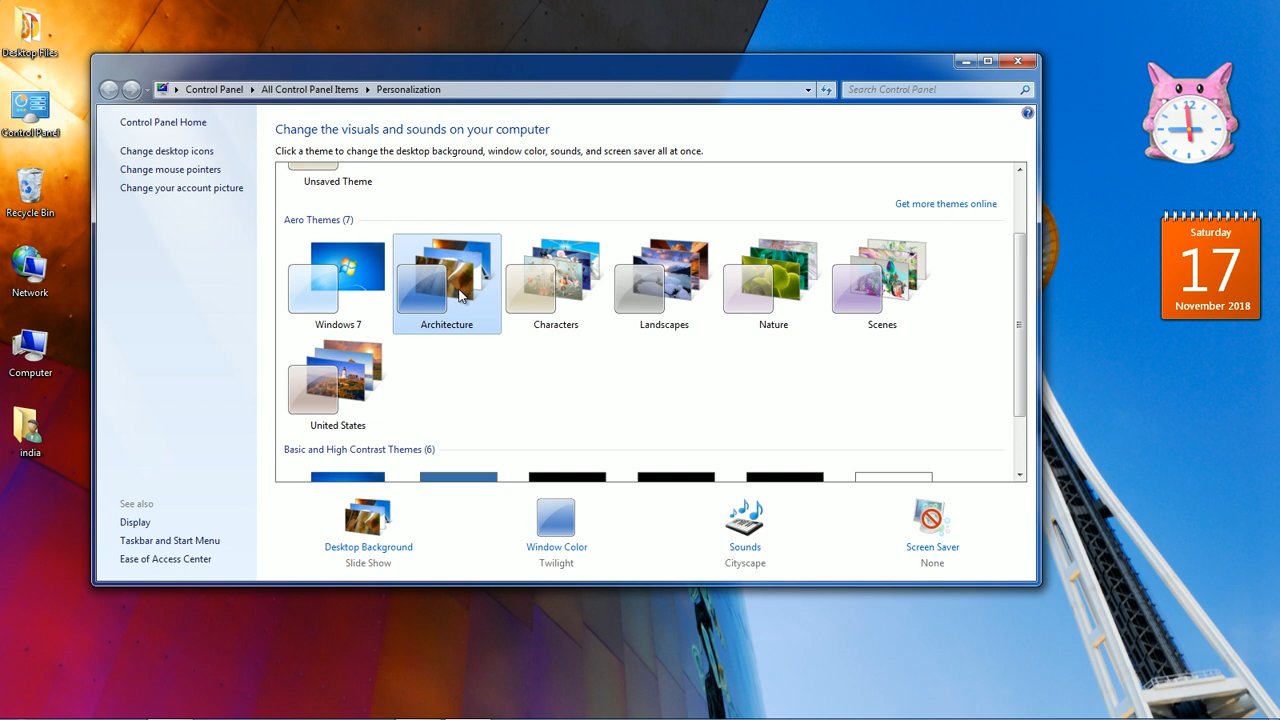 Desktop Files
Control Panel
Recycle Bin
Network
Computer
india
Control Panel
All Control Panel Items
Personalization
Search Control Panel
Control Panel Home
Change desktop icons
Change mouse pointers
Change your account picture
See also
Display
Taskbar and Start Menu
Ease of Access Center
Change the visuals and sounds on your computer
Click a theme to change the desktop background, window color, sounds, and screen saver all at once.
Unsaved Theme
Get more themes online
Aero Themes (7)
Windows 7
Architecture
Characters
Landscapes
Nature
Scenes
United States
Basic and High Contrast Themes (6)
Desktop Background
Slide Show
Window Color
Twilight
Sounds
Cityscape
Screen Saver
None
12
9
3
6
Saturday
17
November 2018